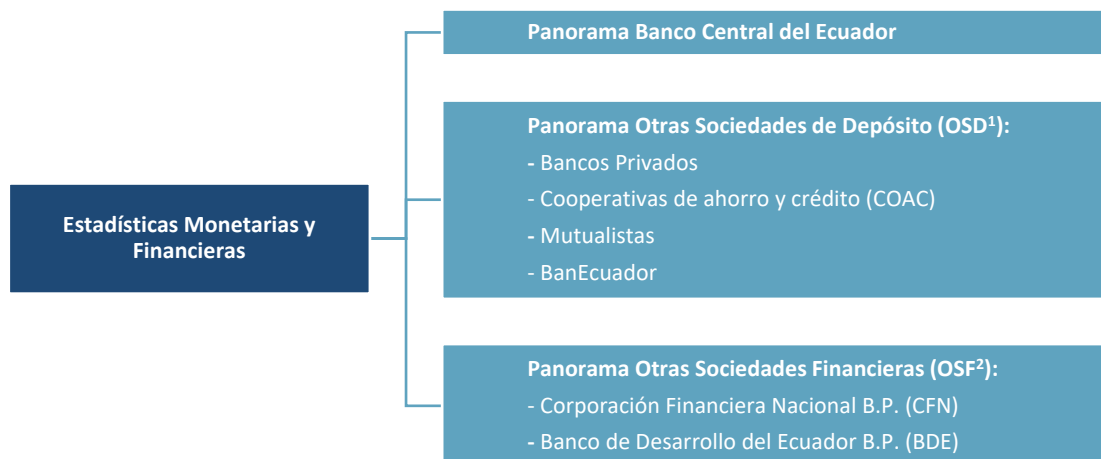 Estadísticas Monetarias y
Financieras
Panorama Banco Central del Ecuador
Panorama Otras Sociedades de Depósito (OSD¹):
- Bancos Privados
- Cooperativas de ahorro y crédito (COAC)
- Mutualistas
- BanEcuador
Panorama Otras Sociedades Financieras (OSF²):
- Corporación Financiera Nacional B.P. (CFN)
- Banco de Desarrollo del Ecuador B.P. (BDE)